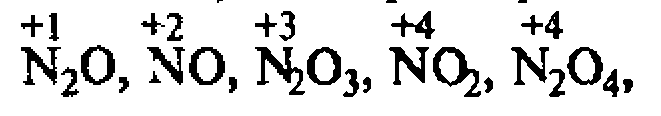 +1 +2 +3 +4 +4
N₂O, NO, N₂O₃, NO₂, N₂O₄,